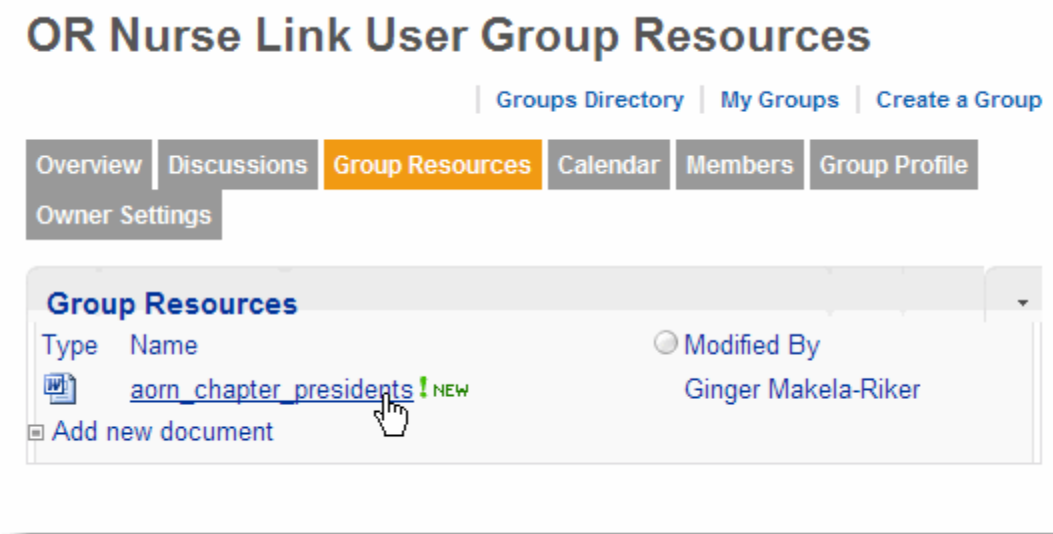 OR Nurse Link User Group Resources
Groups Directory | My Groups | Create a Group
Overview Discussions Group Resources Calendar Members Group Profile
Owner Settings
Group Resources
Type Name Modified By
aorn_chapter_presidents ! NEW Ginger Makela-Riker
Add new document